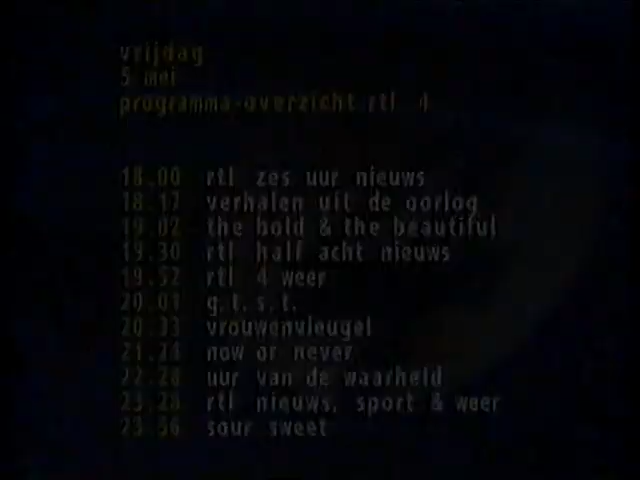 vrijdag
5 mei
programma-overzicht rtl 4
18.00 rtl zes uur nieuws
18.17 verhalen uit de oorlog
19.02 the bold & the beautiful
19.30 rtl half acht nieuws
19.52 rtl 4 weer
20.01 g.t.s.t.
20.33 vrouwenvleugel
21.23 now or never
22.28 uur van de waarheid
23.28 rtl nieuws, sport & weer
23.56 sour sweet